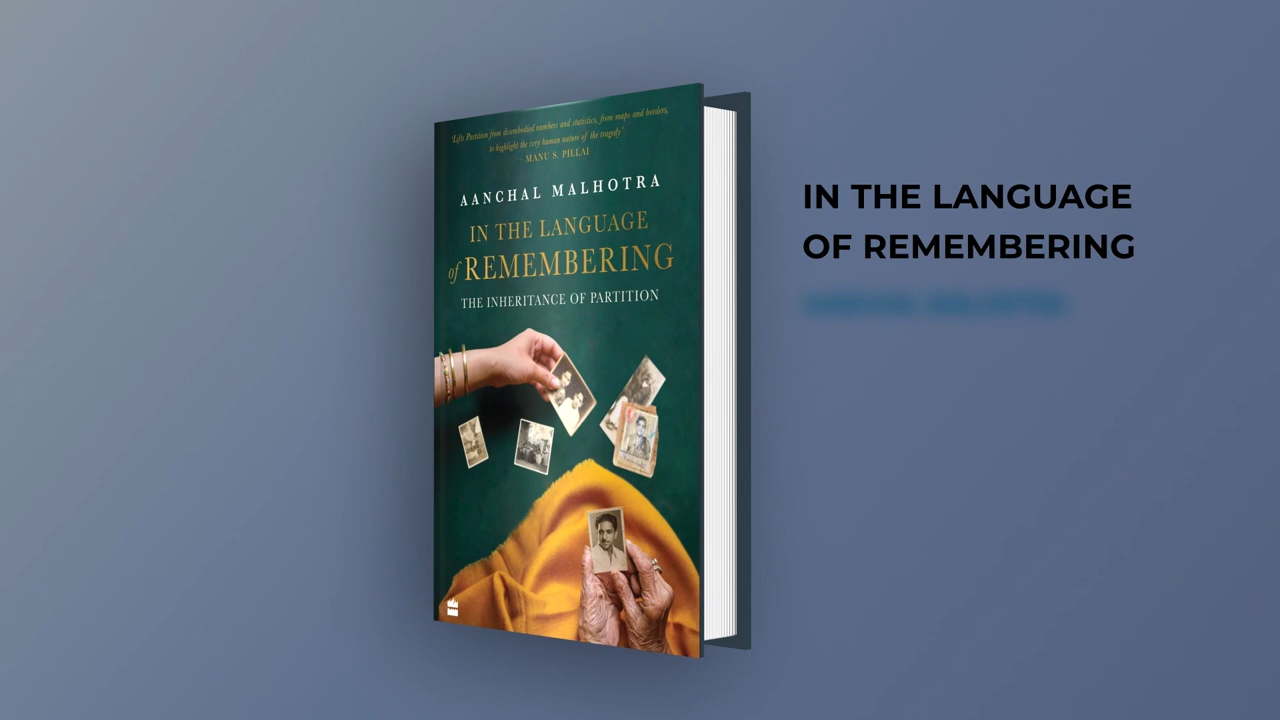 'Lifts Partition from disembodied numbers and statistics, from maps and borders,
to highlight the very human nature of the tragedy'
– MANU S. PILLAI
AANCHAL MALHOTRA
IN THE LANGUAGE
of REMEMBERING
THE INHERITANCE OF PARTITION
IN THE LANGUAGE
OF REMEMBERING